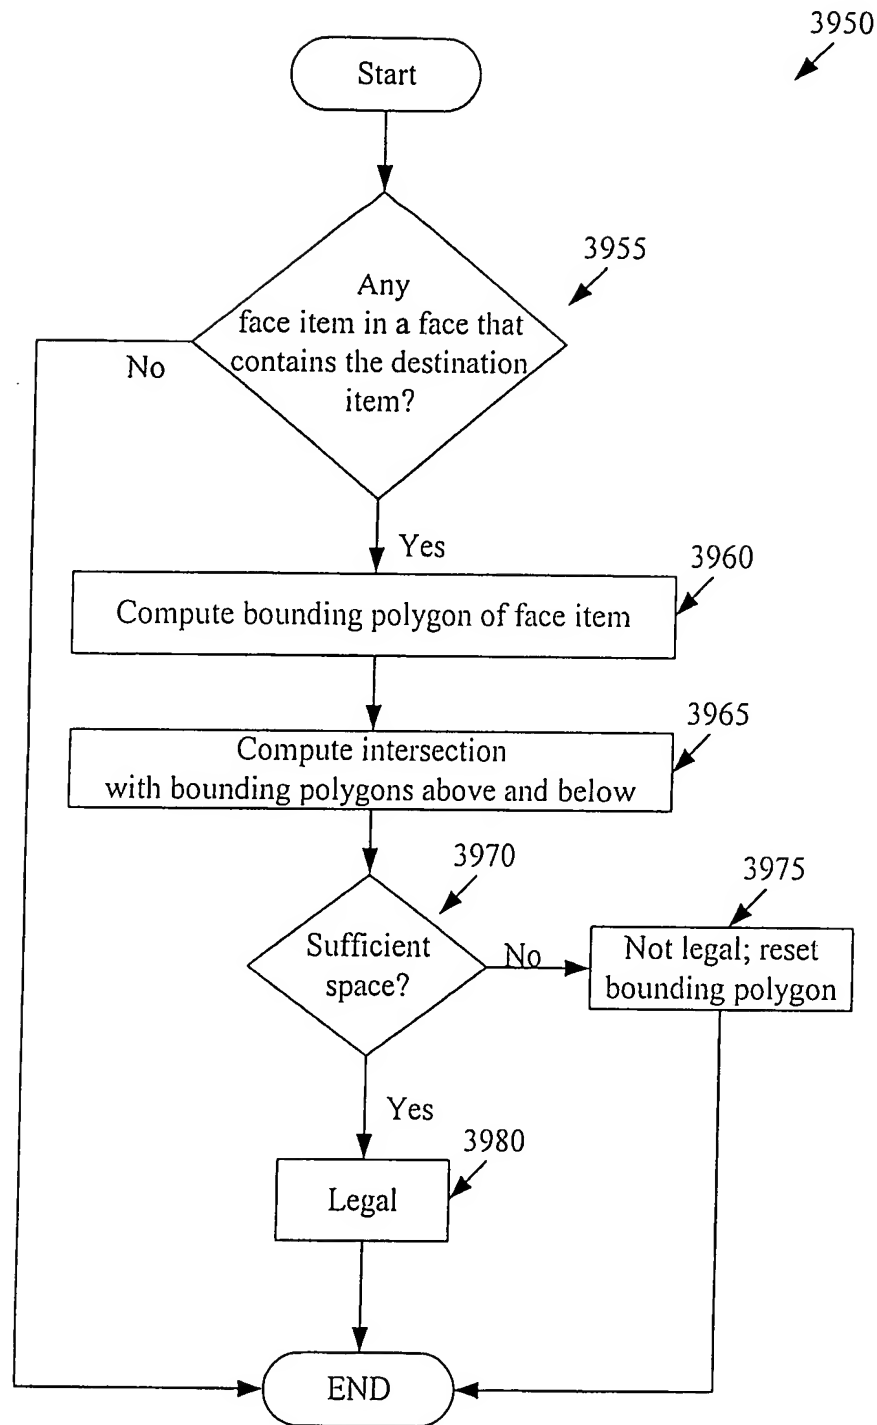 3950
Start
3955
Any
face item in a face that
contains the destination
item?
No
Yes
3960
Compute bounding polygon of face item
3965
Compute intersection
with bounding polygons above and below
3970
Sufficient
space?
No
3975
Not legal; reset
bounding polygon
Yes
3980
Legal
END